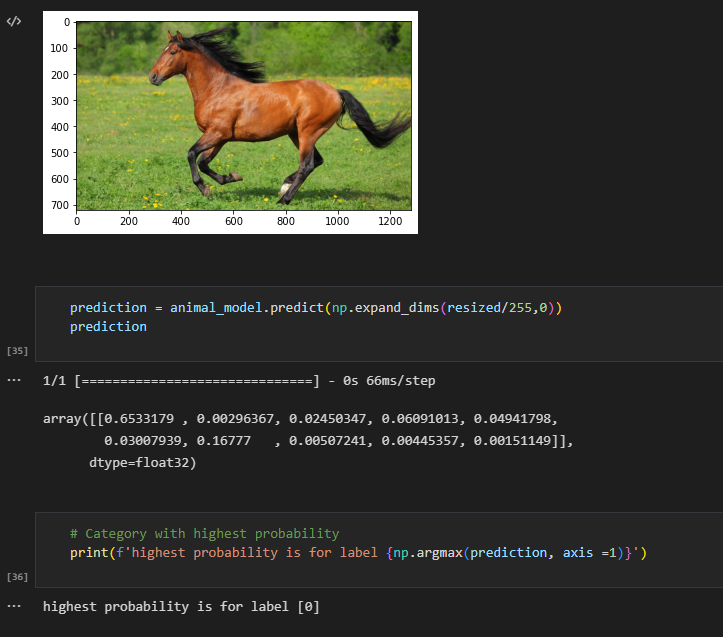 0
100
200
300
400
500
600
700
0 200 400 600 800 1000 1200
prediction = animal_model.predict(np.expand_dims(resized/255,0))
prediction
[35]
... 1/1 [==============================] - 0s 66ms/step
array([[0.6533179 , 0.00296367, 0.02450347, 0.06091013, 0.04941798,
0.03007939, 0.16777   , 0.00507241, 0.00445357, 0.00151149]],
dtype=float32)
# Category with highest probability
print(f'highest probability is for label {np.argmax(prediction, axis =1)}')
[36]
... highest probability is for label [0]